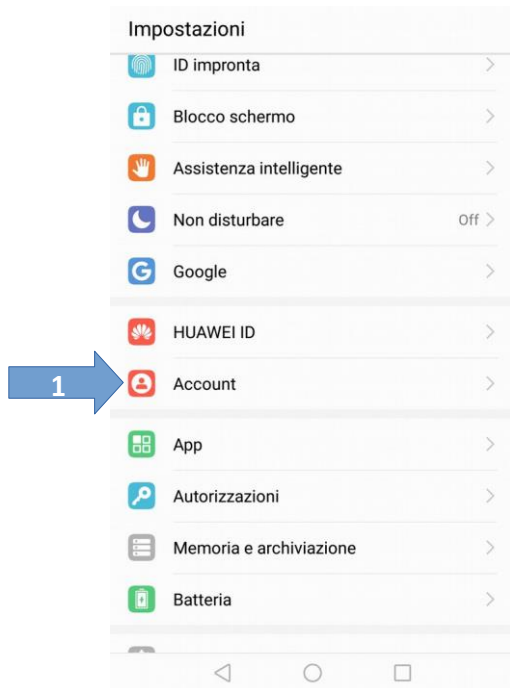 Impostazioni
ID impronta
Blocco schermo
Assistenza intelligente
Non disturbare Off
Google
HUAWEI ID
1 Account
App
Autorizzazioni
Memoria e archiviazione
Batteria